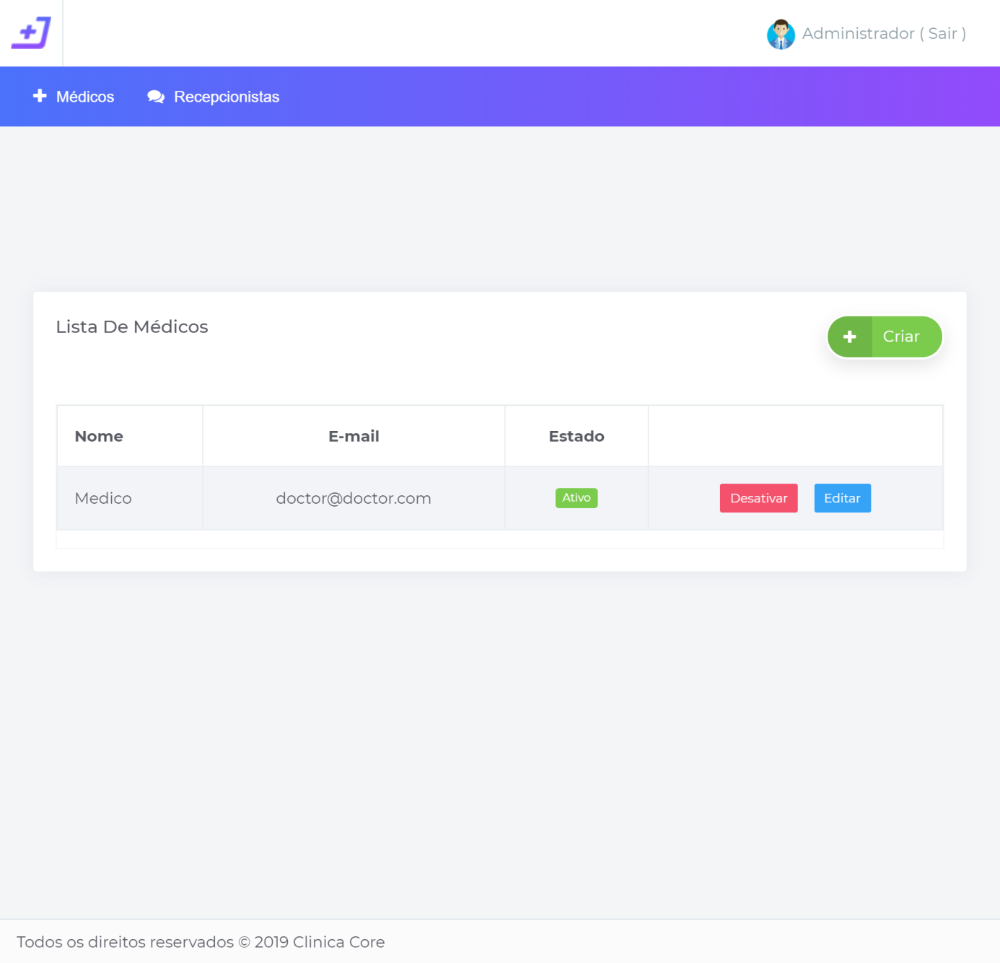 Administrador ( Sair )
Médicos Recepcionistas
Lista De Médicos
Criar
Nome E-mail Estado
Medico doctor@doctor.com Ativo Desativar Editar
Todos os direitos reservados © 2019 Clinica Core